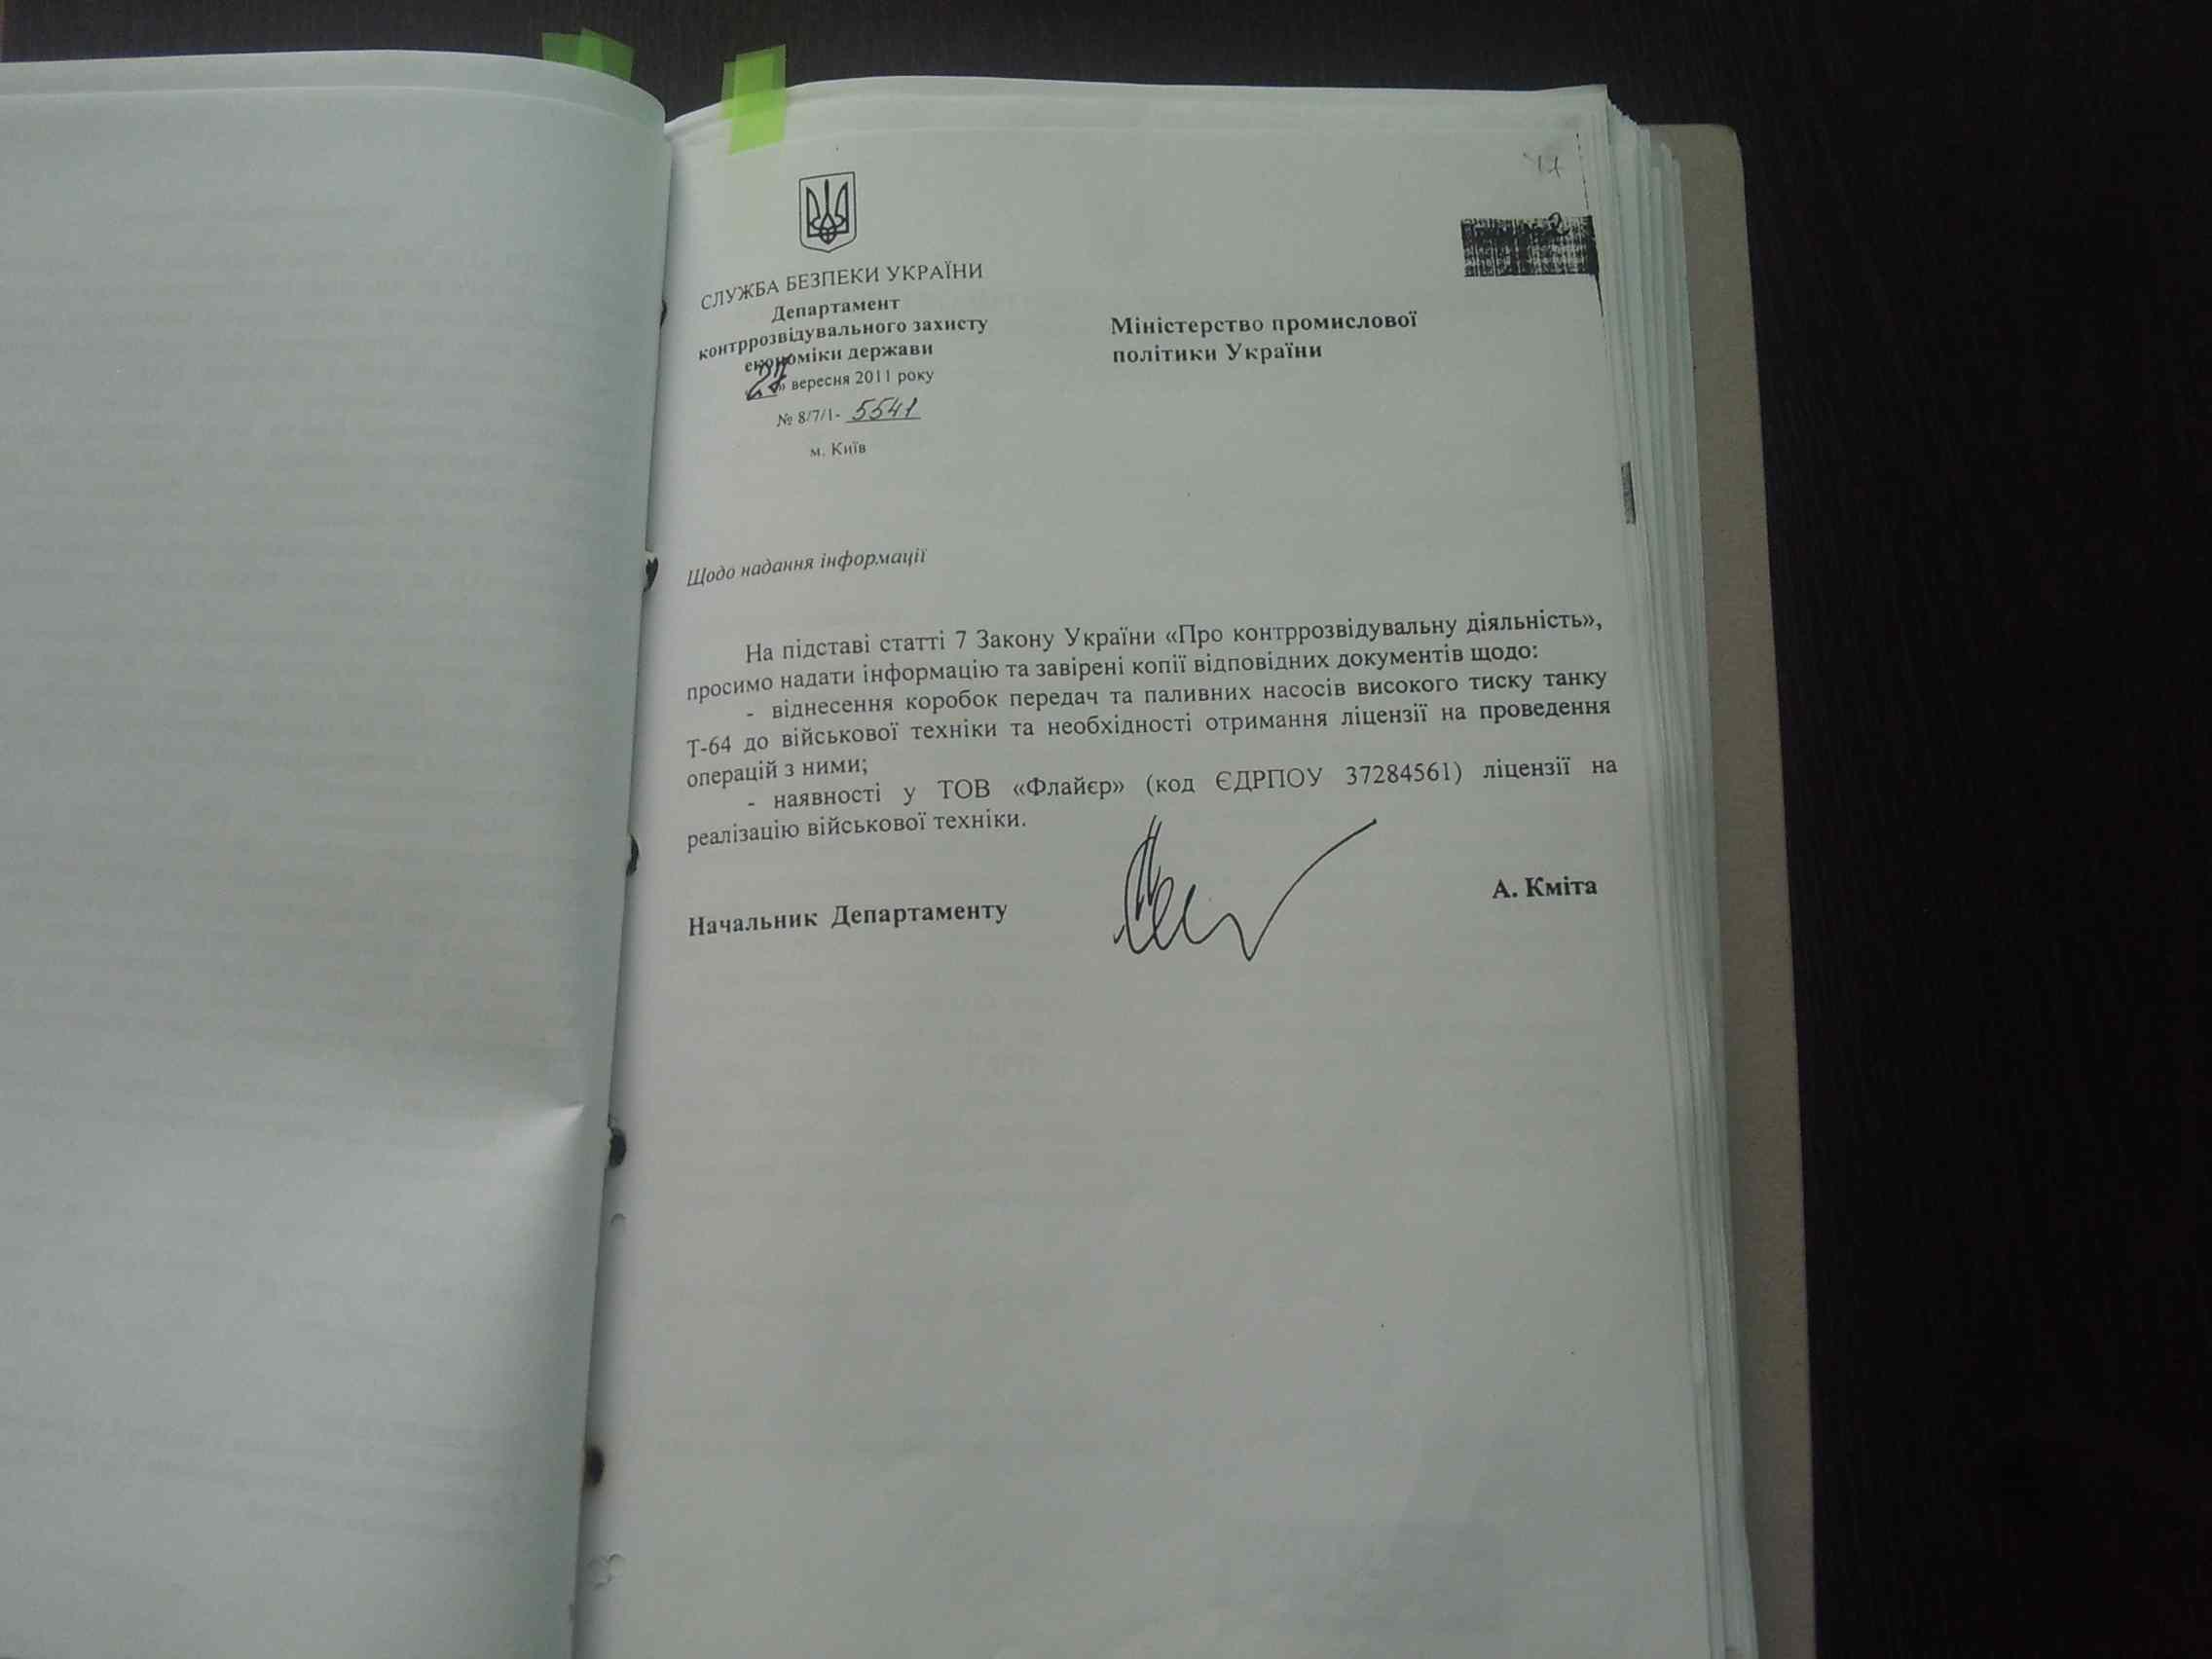 СЛУЖБА БЕЗПЕКИ УКРАЇНИ
Департамент
контррозвідувального захисту
економіки держави
27» вересня 2011 року
№ 8/7/1- 5541
м. Київ
Міністерство промислової
політики України
Щодо надання інформації
На підставі статті 7 Закону України «Про контррозвідувальну діяльність»,
просимо надати інформацію та завірені копії відповідних документів щодо:
- віднесення коробок передач та паливних насосів високого тиску танку
Т-64 до військової техніки та необхідності отримання ліцензії на проведення
операцій з ними;
- наявності у ТОВ «Флайєр» (код ЄДРПОУ 37284561) ліцензії на
реалізацію військової техніки.
Начальник Департаменту
А. Кміта